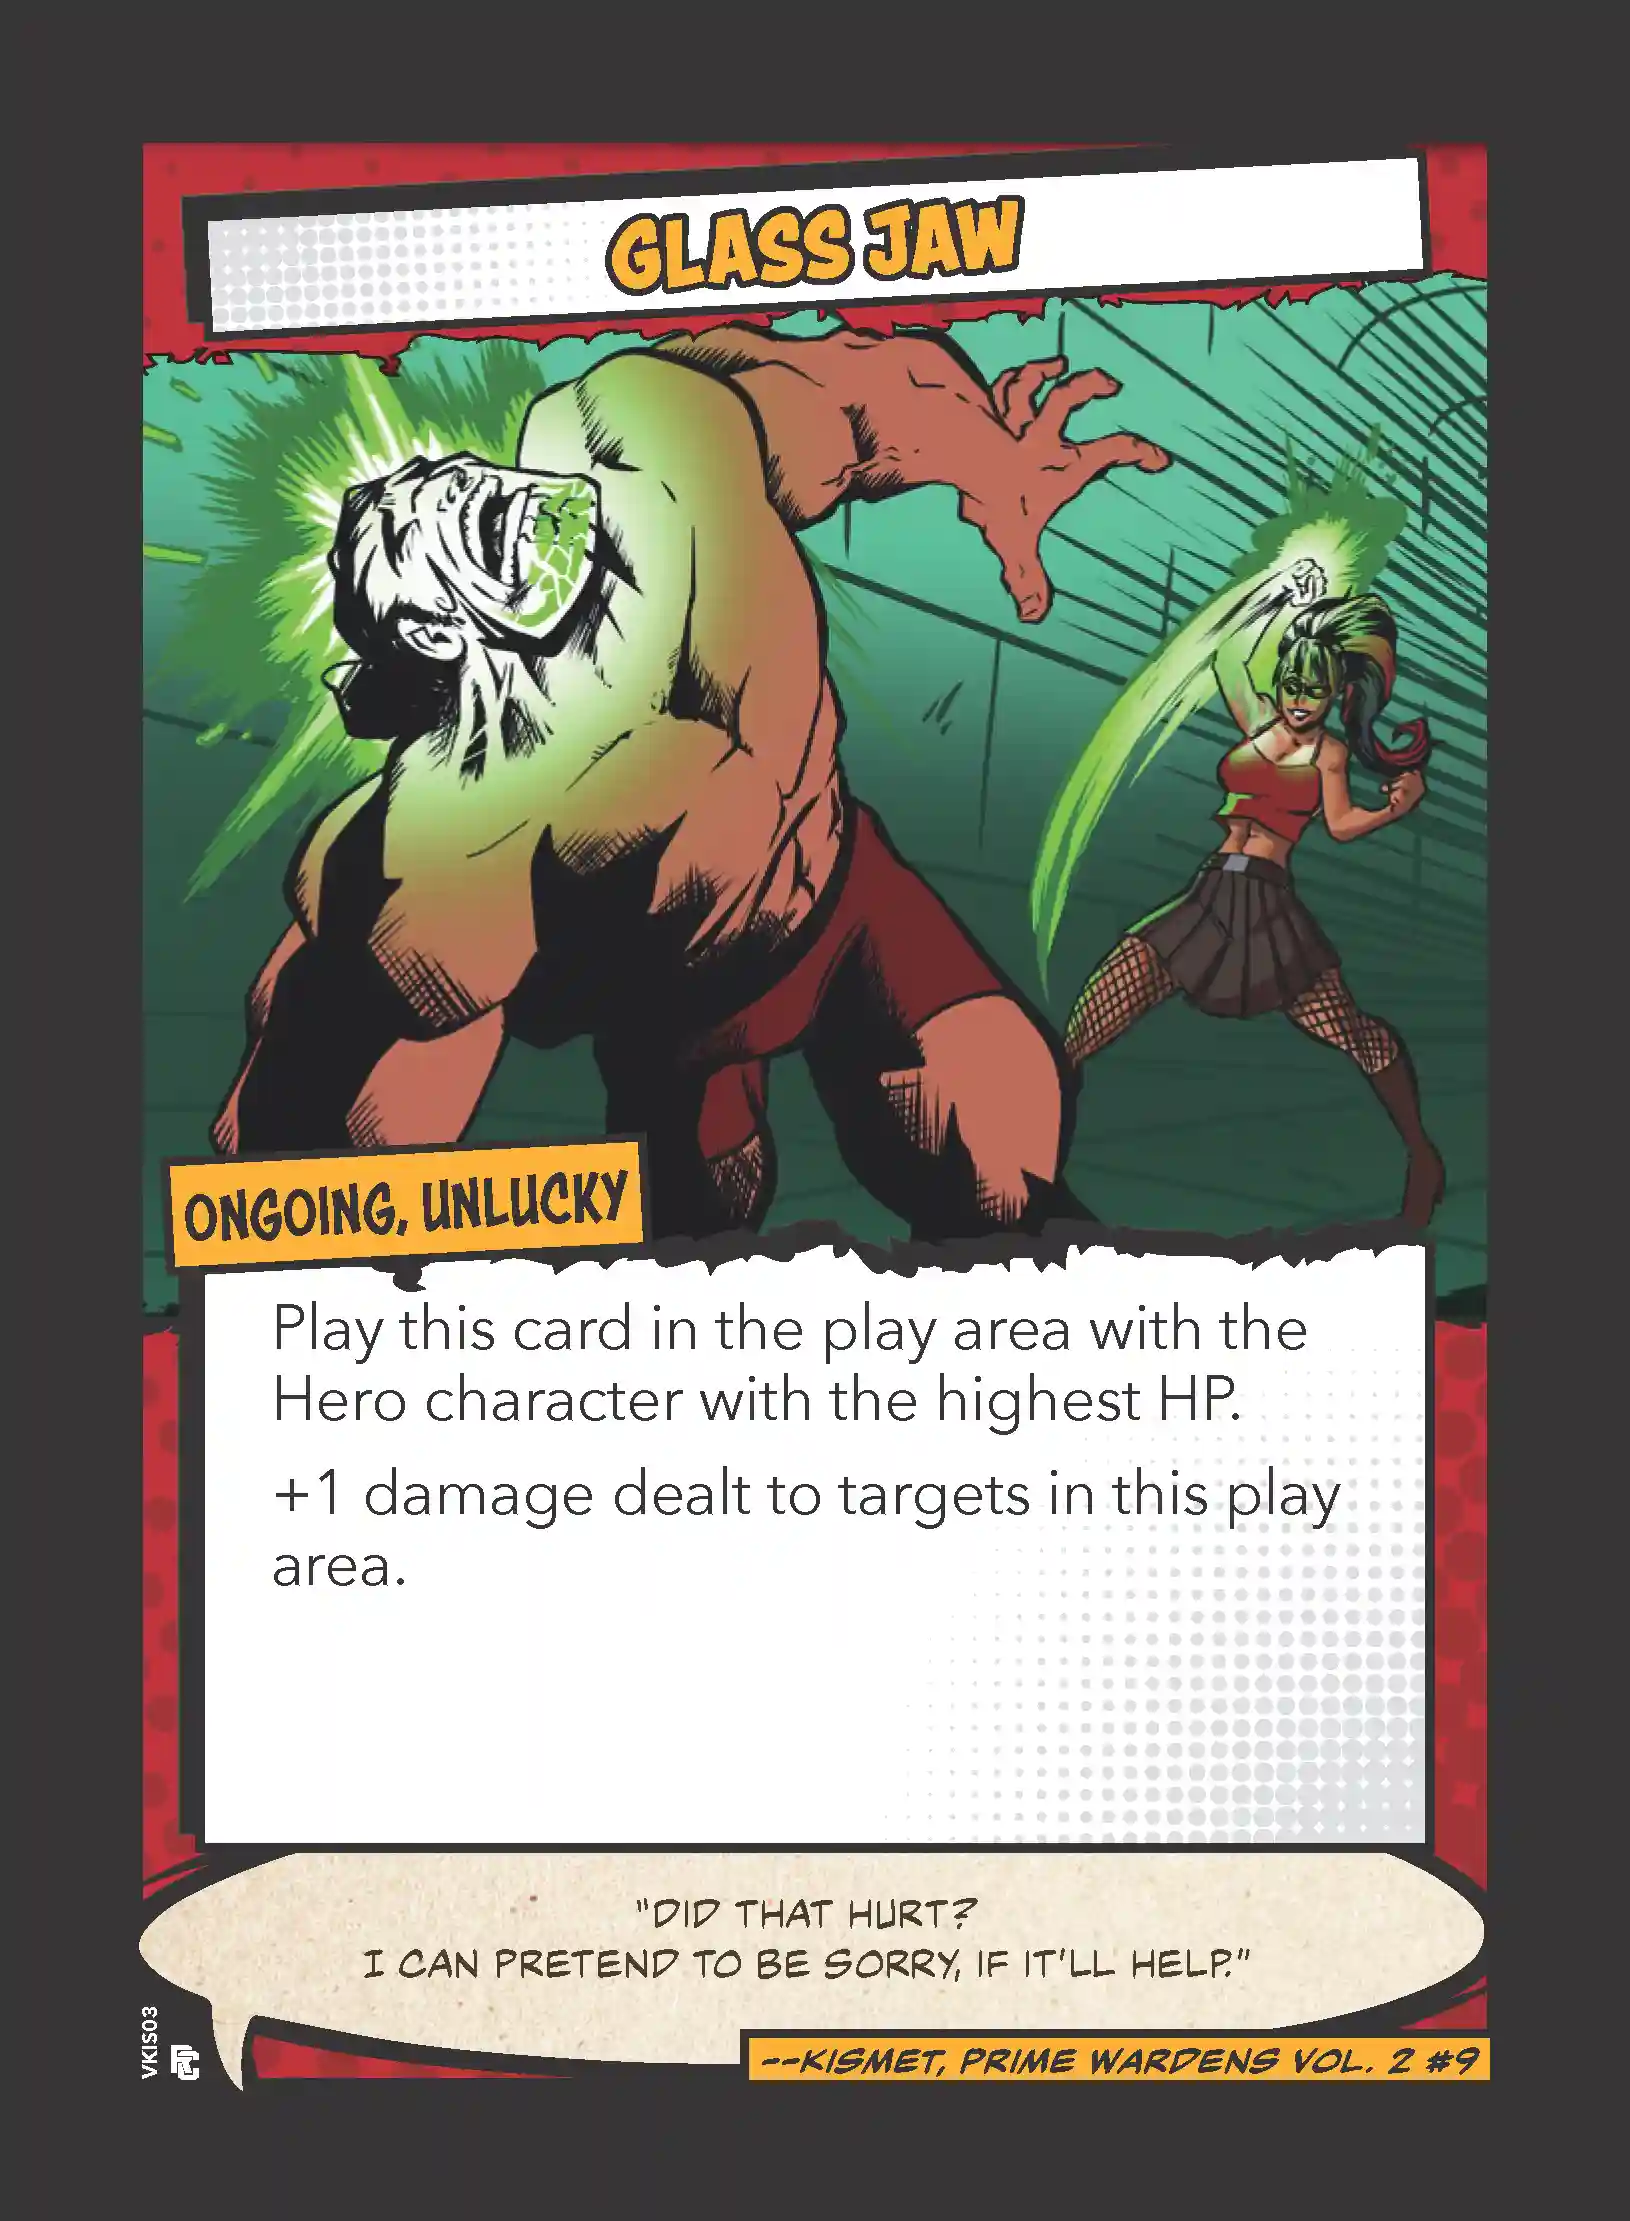 GLASS JAW
ONGOING, UNLUCKY
Play this card in the play area with the
Hero character with the highest HP.
+1 damage dealt to targets in this play
area.
"DID THAT HURT?
I CAN PRETEND TO BE SORRY, IF IT'LL HELP."
--KISMET, PRIME WARDENS VOL. 2 #9
VKIS03